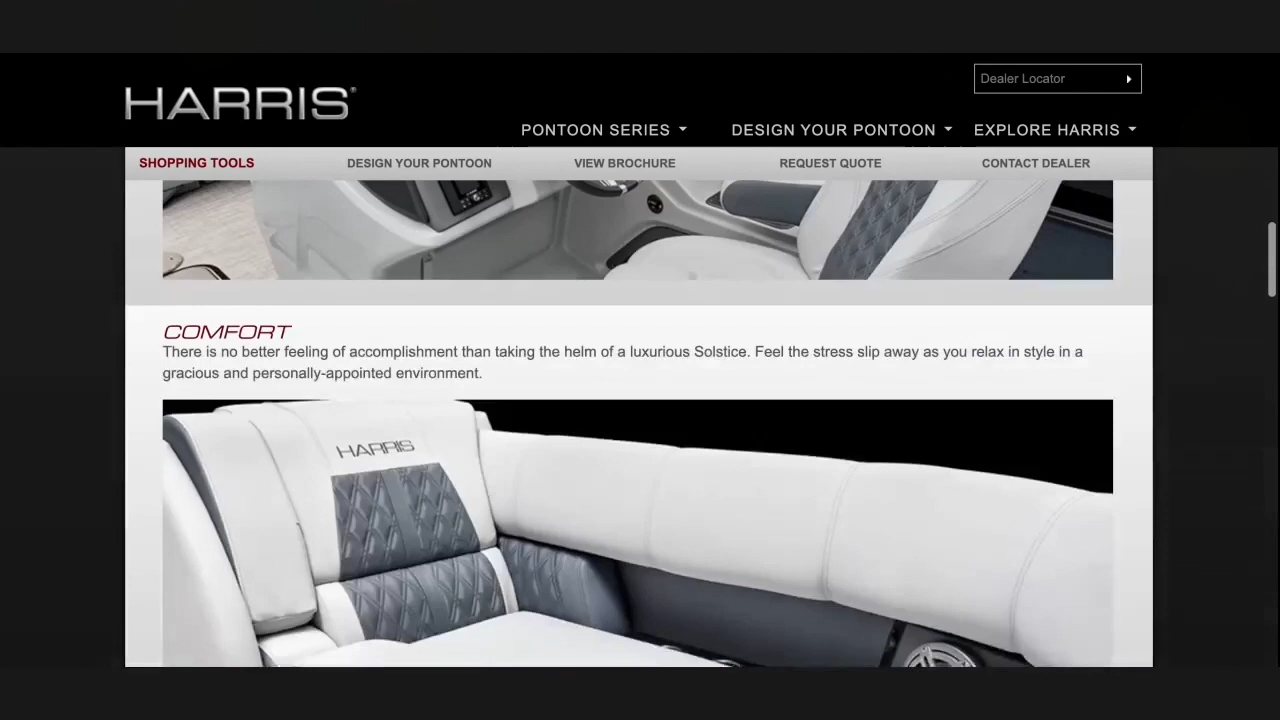 HARRIS®
Dealer Locator
PONTOON SERIES
DESIGN YOUR PONTOON
EXPLORE HARRIS
SHOPPING TOOLS
DESIGN YOUR PONTOON
VIEW BROCHURE
REQUEST QUOTE
CONTACT DEALER
COMFORT
There is no better feeling of accomplishment than taking the helm of a luxurious Solstice. Feel the stress slip away as you relax in style in a
gracious and personally-appointed environment.
HARRIS